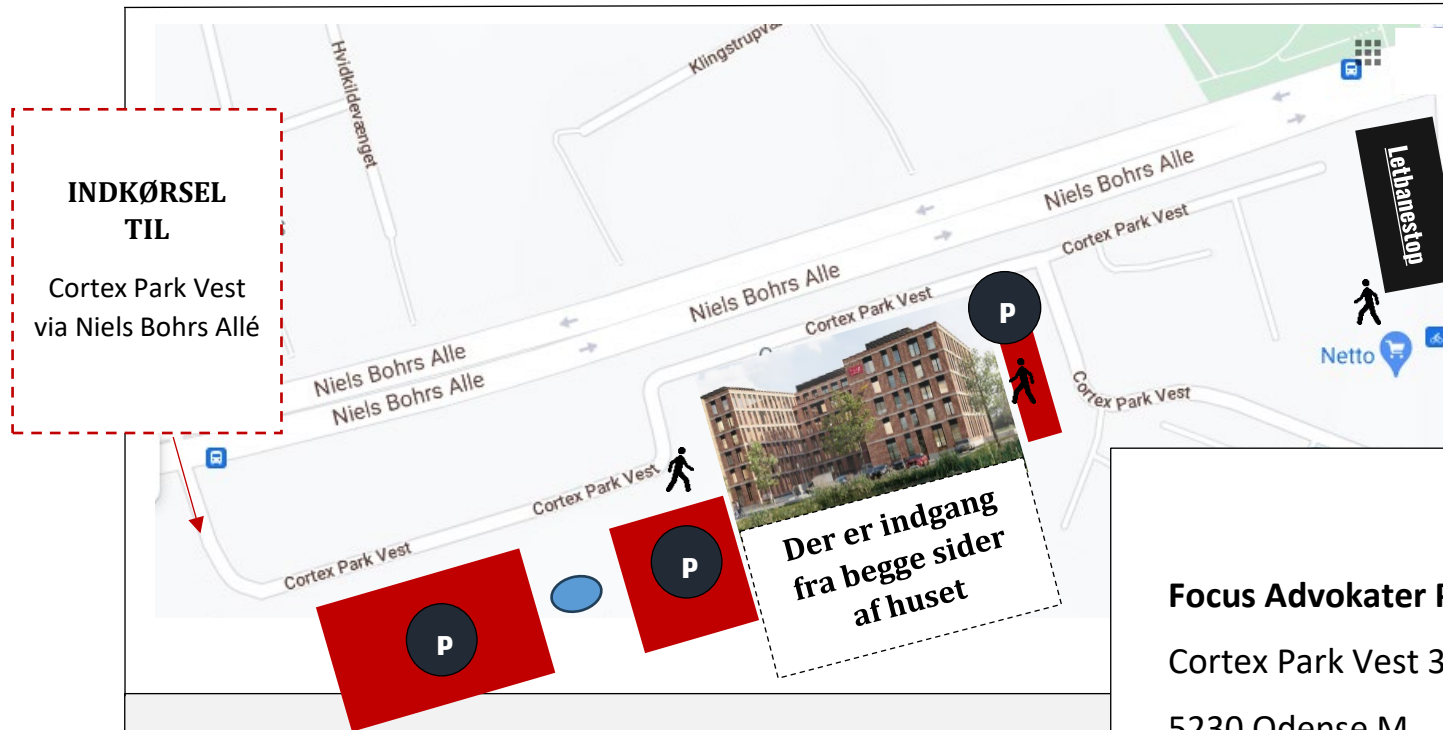 Hvidkildevænget
Klingstrupvæ
INDKØRSEL
TIL
Cortex Park Vest
via Niels Bohrs Allé
Niels Bohrs Alle
Niels Bohrs Alle
Niels Bohrs Alle
Niels Bohrs Alle
Cortex Park Vest
Cortex Park Vest
Cortex Park Vest
Cortex Park Vest
Cortex Park Vest
Letbanestop
Netto
P
P
P
Der er indgang
fra begge sider
af huset
Focus Advokater P
Cortex Park Vest 3
5230 Odense M